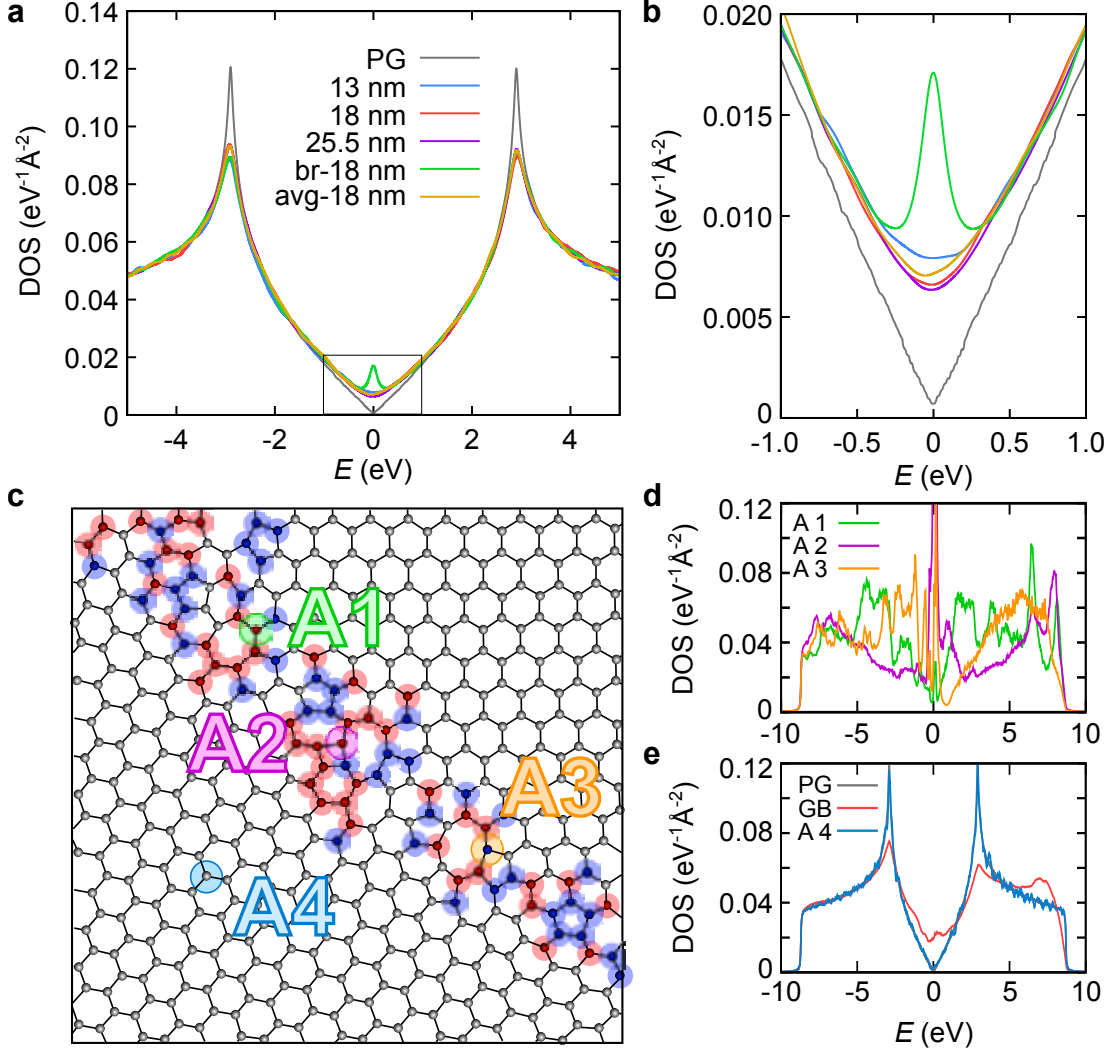 a
0.14
0.12
0.10
0.08
0.06
0.04
0.02
0
DOS (eV⁻¹Å⁻²)
PG
13 nm
18 nm
25.5 nm
br-18 nm
avg-18 nm
-4 -2 0 2 4
E (eV)
b
0.020
0.015
0.010
0.005
0
DOS (eV⁻¹Å⁻²)
-1.0 -0.5 0 0.5 1.0
E (eV)
c
A1
A2
A3
A4
d
0.12
0.08
0.04
0
DOS (eV⁻¹Å⁻²)
A 1
A 2
A 3
-10 -5 0 5 10
e
0.12
0.08
0.04
0
DOS (eV⁻¹Å⁻²)
PG
GB
A 4
-10 -5 0 5 10
E (eV)